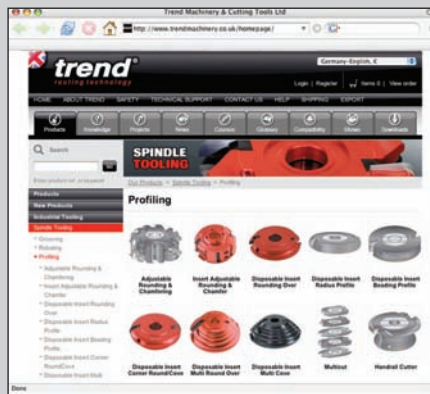 Trend Machinery & Cutting Tools Ltd
http://www.trendmachinery.co.uk/homepage/
trend
routing technology
Germany-English, €
Login | Register
items 0 | View order
HOME ABOUT TREND SAFETY TECHNICAL SUPPORT CONTACT US HELP SHIPPING EXPORT
Products Knowledge Projects News Courses Glossary Compatibility Shows Downloads
Search
SPINDLE
TOOLING
Our Products > Spindle Tooling > Profiling
Products
New Products
Industrial Tooling
Spindle Tooling
Grooving
Rebating
Profiling
Adjustable Rounding &
Chamfering
Insert Adjustable Rounding &
Chamfer
Disposable Insert Rounding
Over
Disposable Insert Radius
Profile
Disposable Insert Beading
Profile
Disposable Insert Corner
Round/Cove
Disposable Insert Multi
Profiling
Adjustable
Rounding &
Chamfering
Insert Adjustable
Rounding &
Chamfer
Disposable Insert
Rounding Over
Disposable Insert
Radius Profile
Disposable Insert
Beading Profile
Disposable Insert
Corner Round/Cove
Disposable Insert
Multi Round Over
Disposable Insert
Multi Cove
Multicut
Handrail Cutter
Done